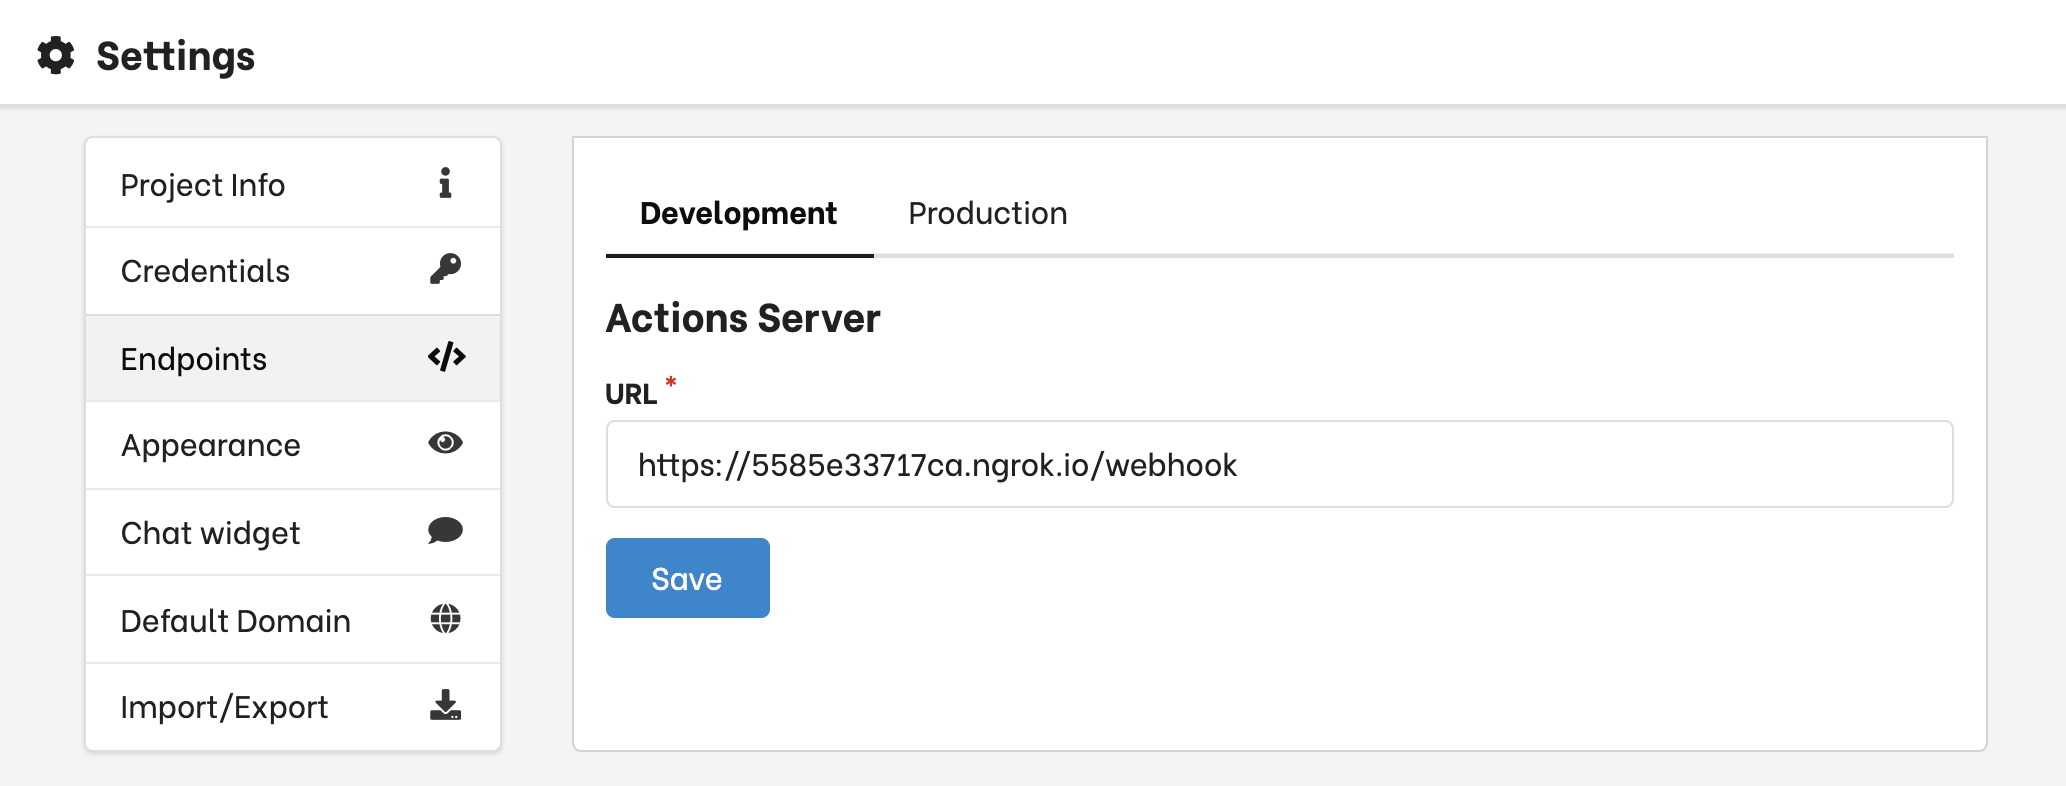 Settings
Project Info
Credentials
Endpoints
Appearance
Chat widget
Default Domain
Import/Export
Development Production
Actions Server
URL *
https://5585e33717ca.ngrok.io/webhook
Save